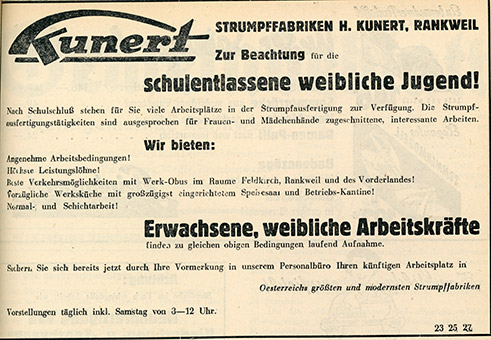 Kunert
STRUMPFFABRIKEN H. KUNERT, RANKWEIL
Zur Beachtung für die
schulentlassene weibliche Jugend!
Nach Schulschluß stehen für Sie viele Arbeitsplätze in der Strumpfausfertigung zur Verfügung. Die Strumpf-
ausfertigungstätigkeiten sind ausgesprochen für Frauen- und Mädchenhände zugeschnittene, interessante Arbeiten.
Wir bieten:
Angenehme Arbeitsbedingungen!
Höchste Leistungslöhne!
Beste Verkehrsmöglichkeiten mit Werk-Obus im Raume Feldkirch, Rankweil und des Vorderlandes!
Vorzügliche Werksküche mit großzügigst eingerichtetem Speisesaal und Betriebs-Kantine!
Normal- und Schichtarbeit!
Erwachsene, weibliche Arbeitskräfte
finden zu gleichen obigen Bedingungen laufend Aufnahme.
Sichern Sie sich bereits jetzt durch Ihre Vormerkung in unserem Personalbüro Ihren künftigen Arbeitsplatz in
Oesterreichs größten und modernsten Strumpffabriken
Vorstellungen täglich inkl. Samstag von 3—12 Uhr.
23 25 27